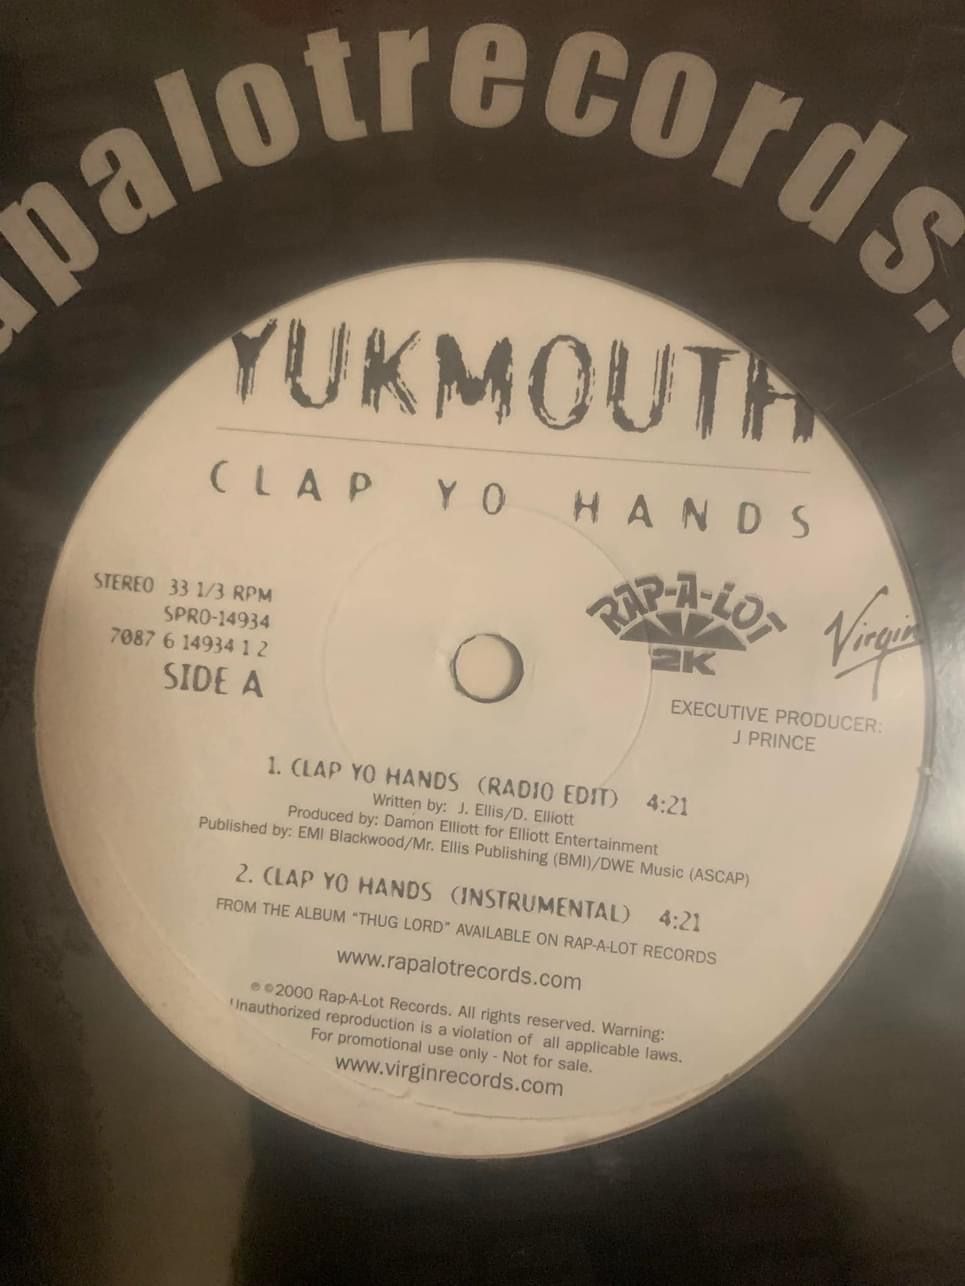 apalotrecords.
YUKMOUTH
CLAP YO HANDS
STEREO 33 1/3 RPM
SPRO-14934
7087 6 14934 1 2
SIDE A
RAP-A-LOT
2K
Virgin
EXECUTIVE PRODUCER:
J PRINCE
1. CLAP YO HANDS (RADIO EDIT) 4:21
Written by: J. Ellis/D. Elliott
Produced by: Damon Elliott for Elliott Entertainment
Published by: EMI Blackwood/Mr. Ellis Publishing (BMI)/DWE Music (ASCAP)
2. CLAP YO HANDS (INSTRUMENTAL) 4:21
FROM THE ALBUM "THUG LORD" AVAILABLE ON RAP-A-LOT RECORDS
www.rapalotrecords.com
℗ ©2000 Rap-A-Lot Records. All rights reserved. Warning:
Unauthorized reproduction is a violation of all applicable laws.
For promotional use only - Not for sale.
www.virginrecords.com